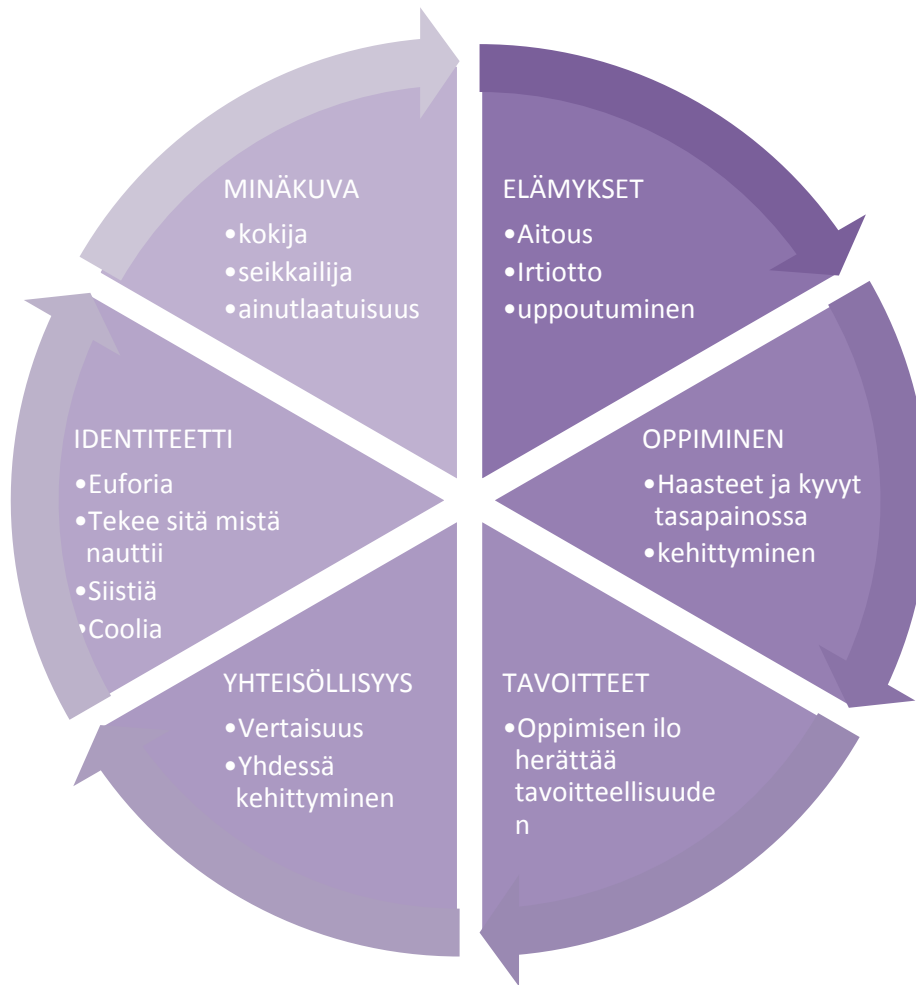 ELÄMYKSET
•Aitous
•Irtiotto
•uppoutuminen
OPPIMINEN
•Haasteet ja kyvyt
tasapainossa
•kehittyminen
TAVOITTEET
•Oppimisen ilo
herättää
tavoitteellisuude
n
YHTEISÖLLISYYS
•Vertaisuus
•Yhdessä
kehittyminen
IDENTITEETTI
•Euforia
•Tekee sitä mistä
nauttii
•Siistiä
•Coolia
MINÄKUVA
•kokija
•seikkailija
•ainutlaatuisuus